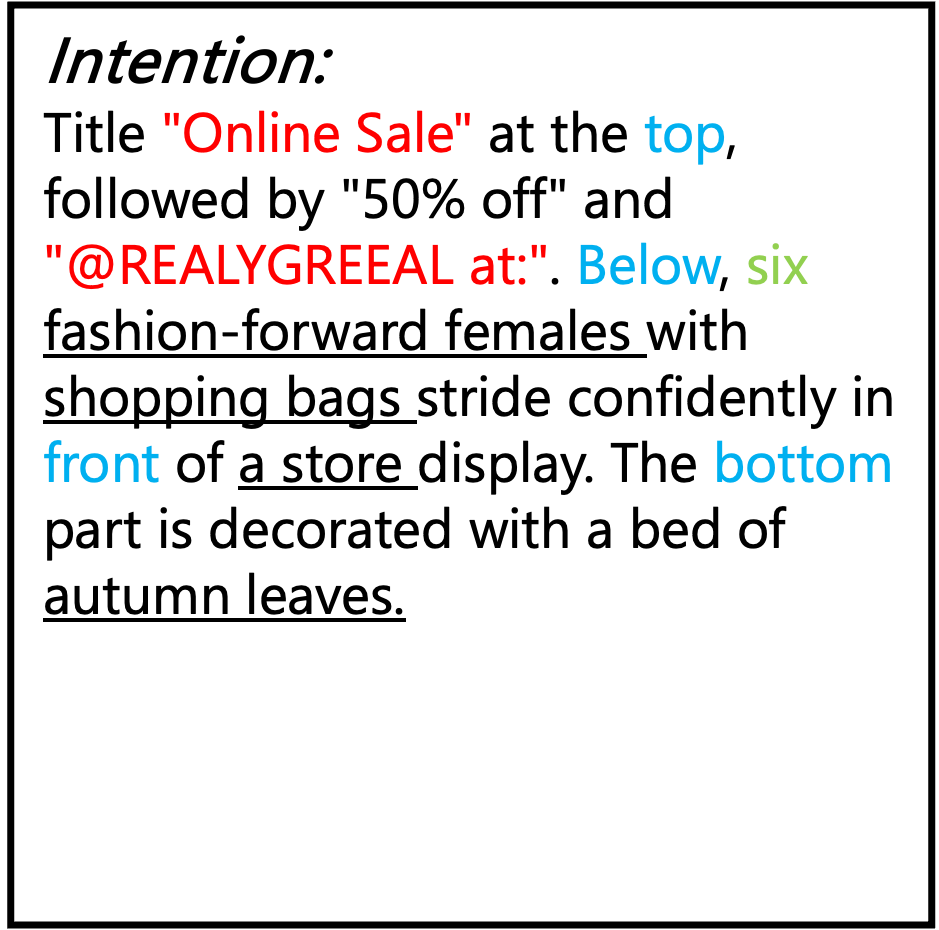 Intention:
Title "Online Sale" at the top,
followed by "50% off" and
"@REALYGREEAL at:". Below, six
fashion-forward females with
shopping bags stride confidently in
front of a store display. The bottom
part is decorated with a bed of
autumn leaves.